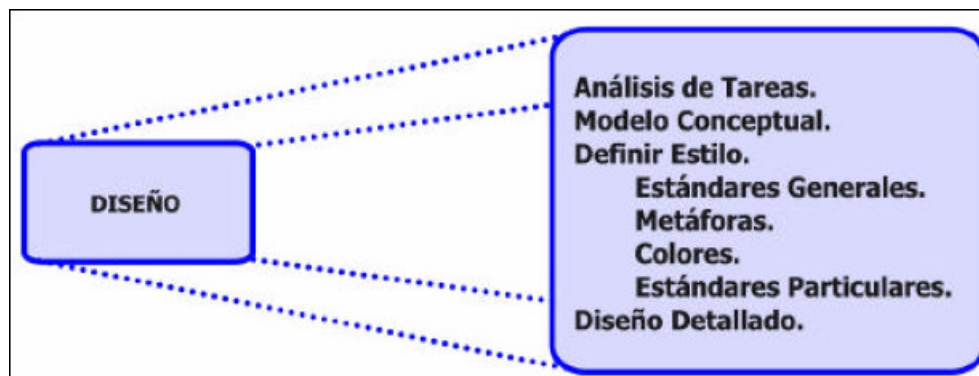 DISEÑO
Análisis de Tareas.
Modelo Conceptual.
Definir Estilo.
Estándares Generales.
Metáforas.
Colores.
Estándares Particulares.
Diseño Detallado.